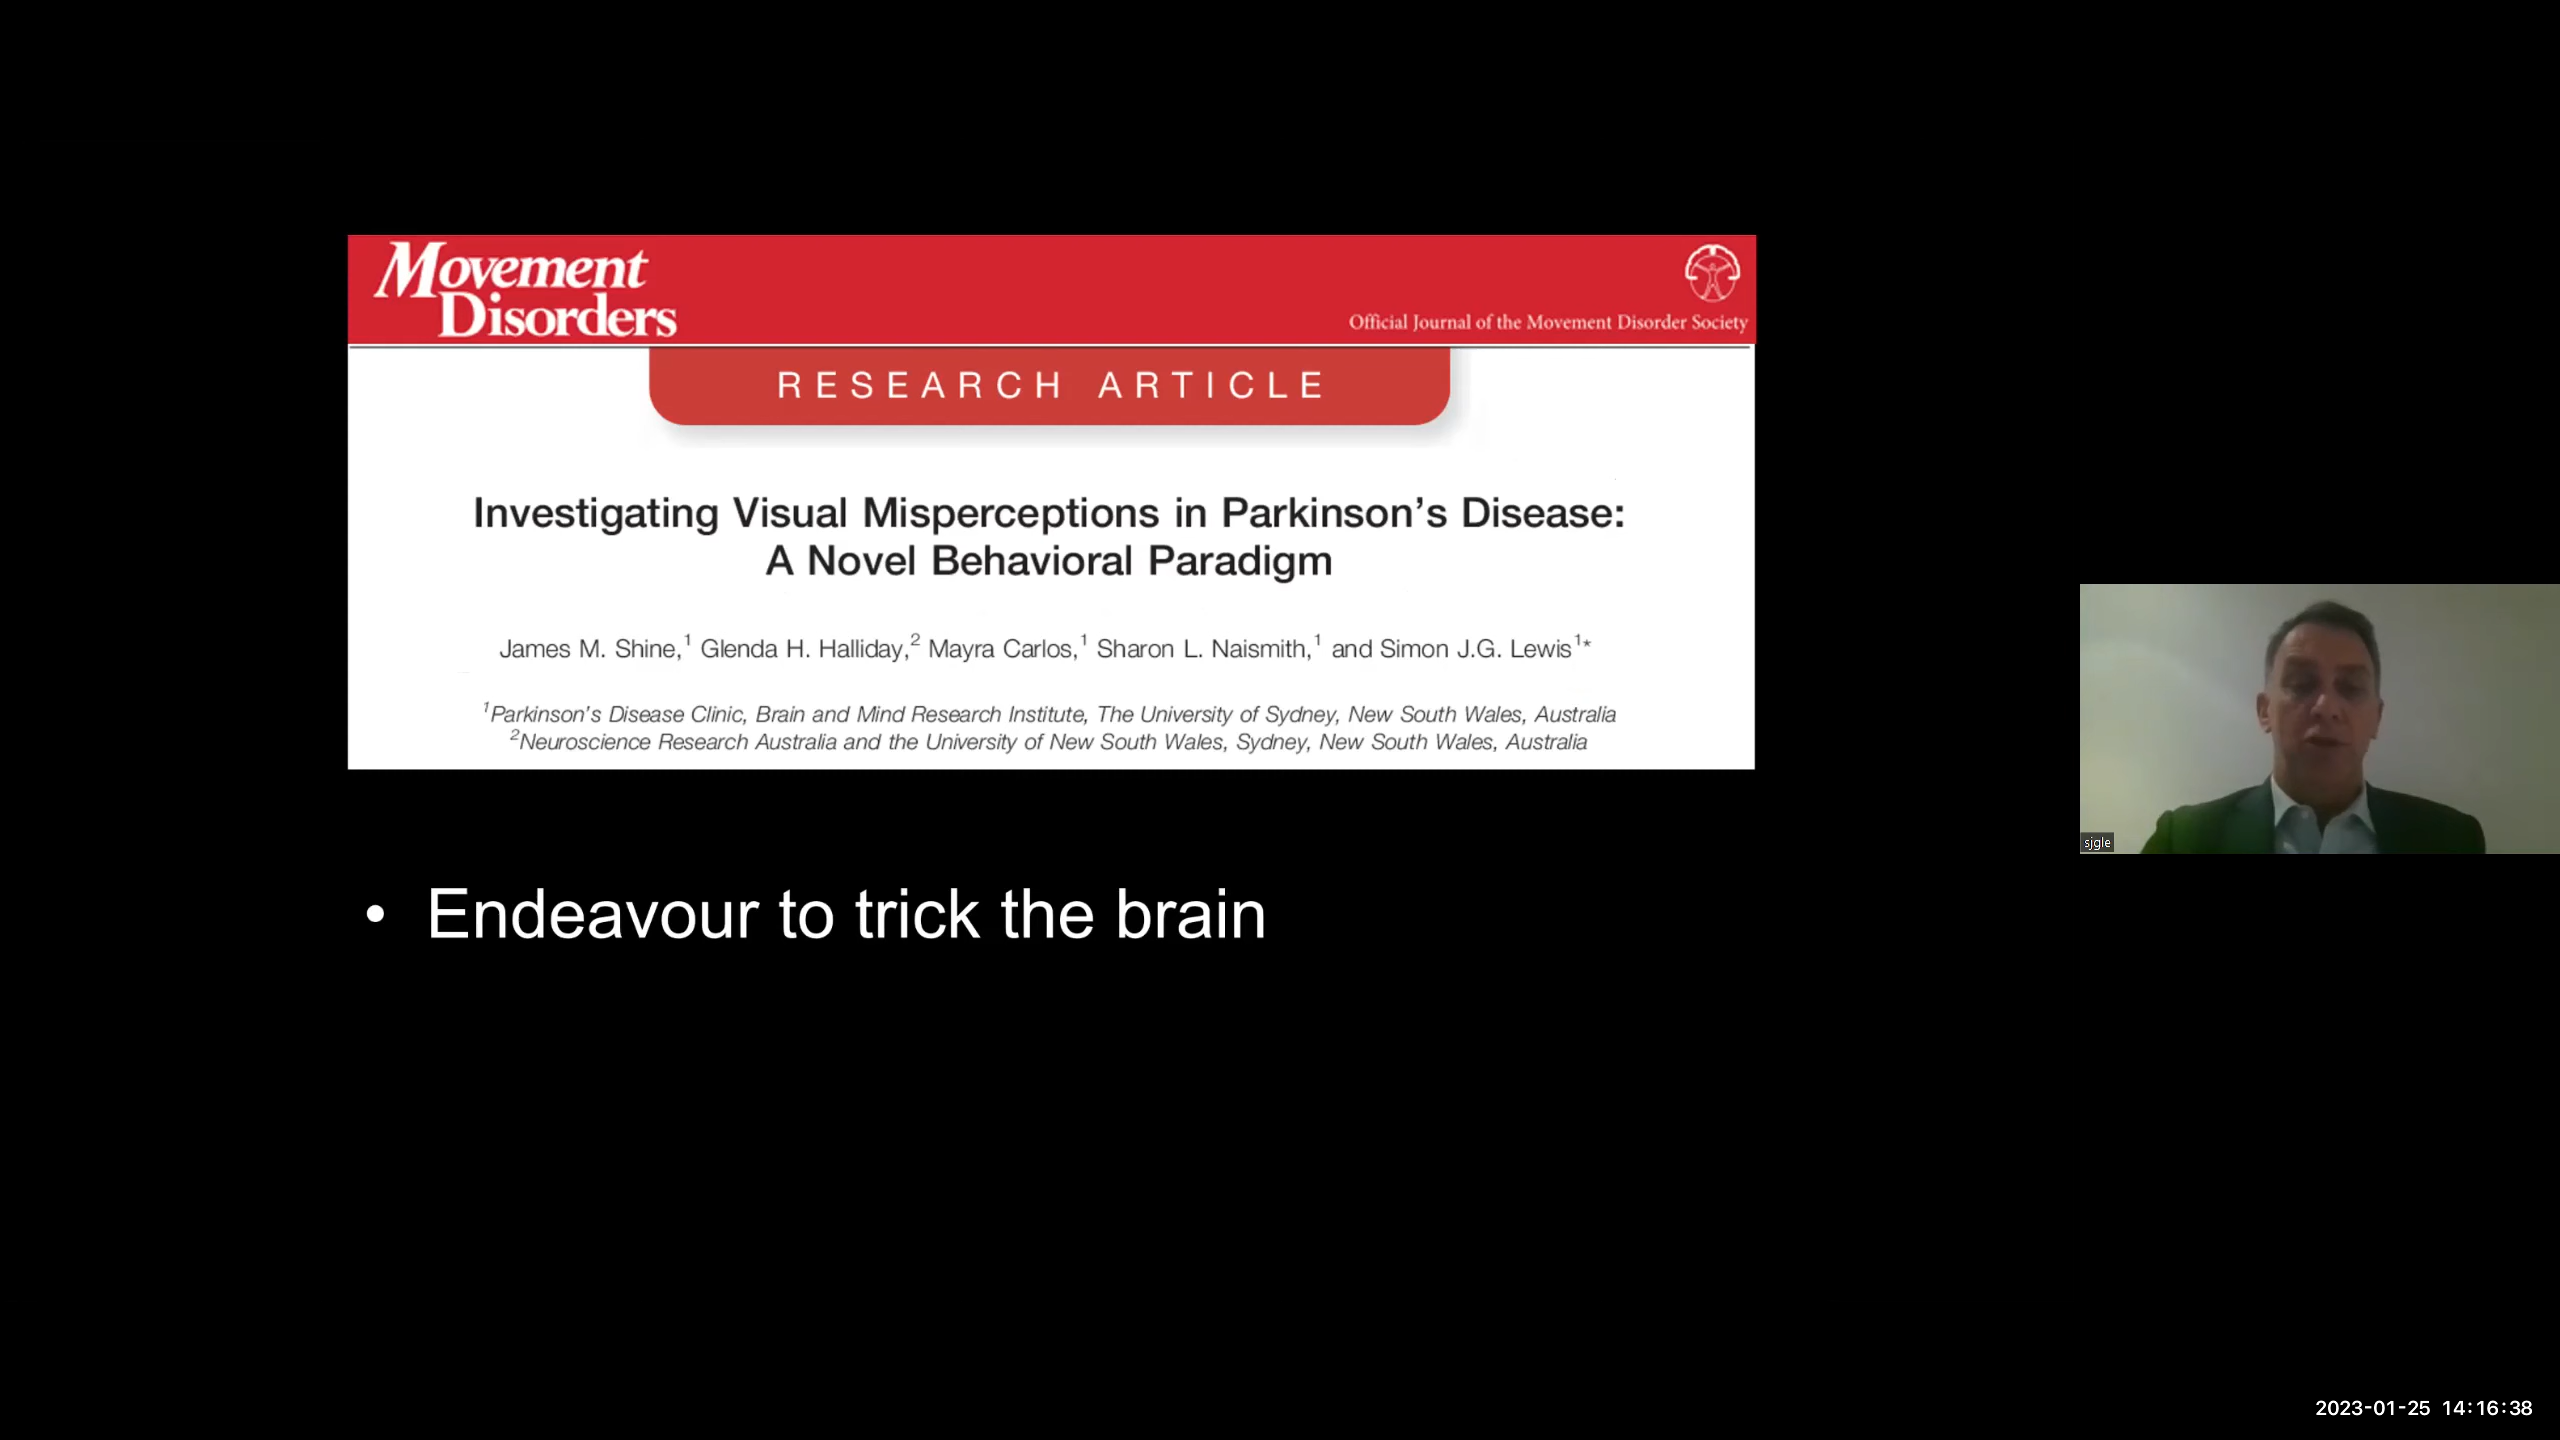 Movement
Disorders
Official Journal of the Movement Disorder Society
RESEARCH ARTICLE
Investigating Visual Misperceptions in Parkinson’s Disease:
A Novel Behavioral Paradigm
James M. Shine,1 Glenda H. Halliday,2 Mayra Carlos,1 Sharon L. Naismith,1 and Simon J.G. Lewis1*
1Parkinson’s Disease Clinic, Brain and Mind Research Institute, The University of Sydney, New South Wales, Australia
2Neuroscience Research Australia and the University of New South Wales, Sydney, New South Wales, Australia
sjgle
• Endeavour to trick the brain
2023-01-25 14:16:38